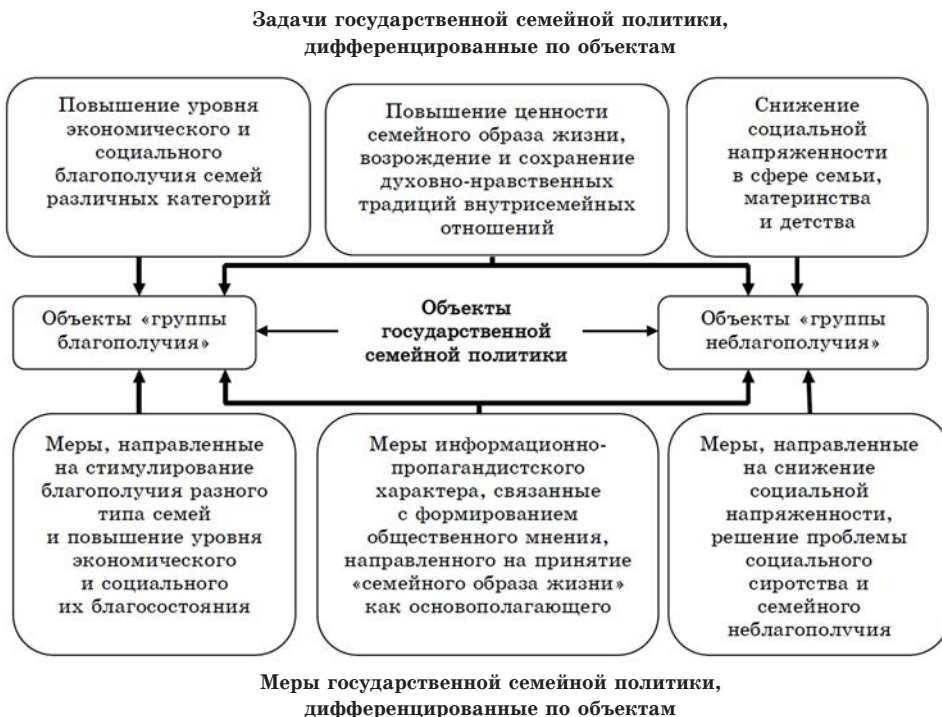 Задачи государственной семейной политики,
дифференцированные по объектам
Повышение уровня
экономического и
социального
благополучия семей
различных категорий
Повышение ценности
семейного образа жизни,
возрождение и сохранение
духовно-нравственных
традиций внутрисемейных
отношений
Снижение
социальной
напряженности
в сфере семьи,
материнства
и детства
Объекты «группы
благополучия»
Объекты
государственной
семейной политики
Объекты «группы
неблагополучия»
Меры, направленные
на стимулирование
благополучия разного
типа семей
и повышение уровня
экономического
и социального
их благосостояния
Меры информационно-
пропагандистского
характера, связанные
с формированием
общественного мнения,
направленного на принятие
«семейного образа жизни»
как основополагающего
Меры, направленные
на снижение
социальной
напряженности,
решение проблемы
социального
сиротства и
семейного
неблагополучия
Меры государственной семейной политики,
дифференцированные по объектам